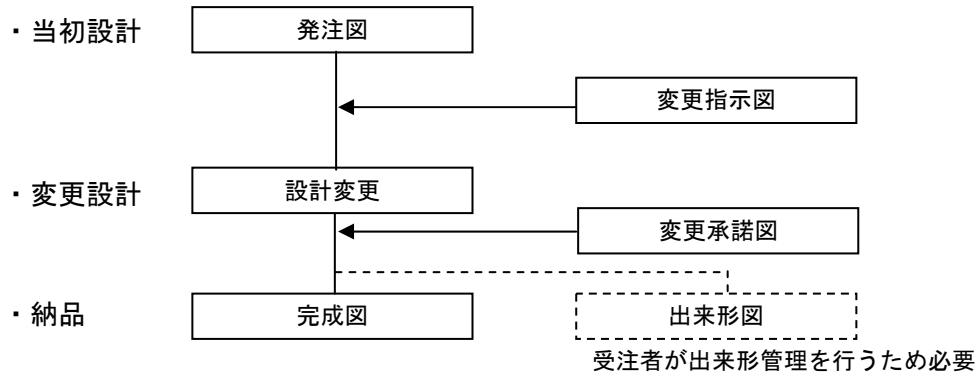 ・当初設計
発注図
変更指示図
・変更設計
設計変更
変更承諾図
・納品
完成図
出来形図
受注者が出来形管理を行うため必要